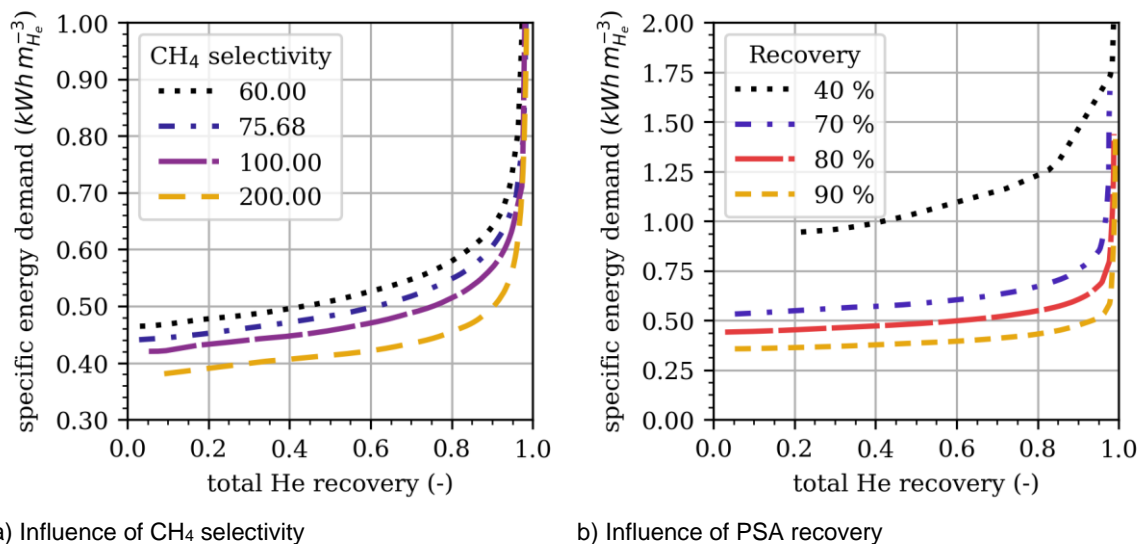 1.00
0.90
0.80
0.70
0.60
0.50
0.40
0.30
0.0 0.2 0.4 0.6 0.8 1.0
specific energy demand (kWh m⁻³_He)
total He recovery (-)
CH₄ selectivity
60.00
75.68
100.00
200.00
a) Influence of CH₄ selectivity
2.00
1.75
1.50
1.25
1.00
0.75
0.50
0.25
0.00
0.0 0.2 0.4 0.6 0.8 1.0
specific energy demand (kWh m⁻³_He)
total He recovery (-)
Recovery
40 %
70 %
80 %
90 %
b) Influence of PSA recovery